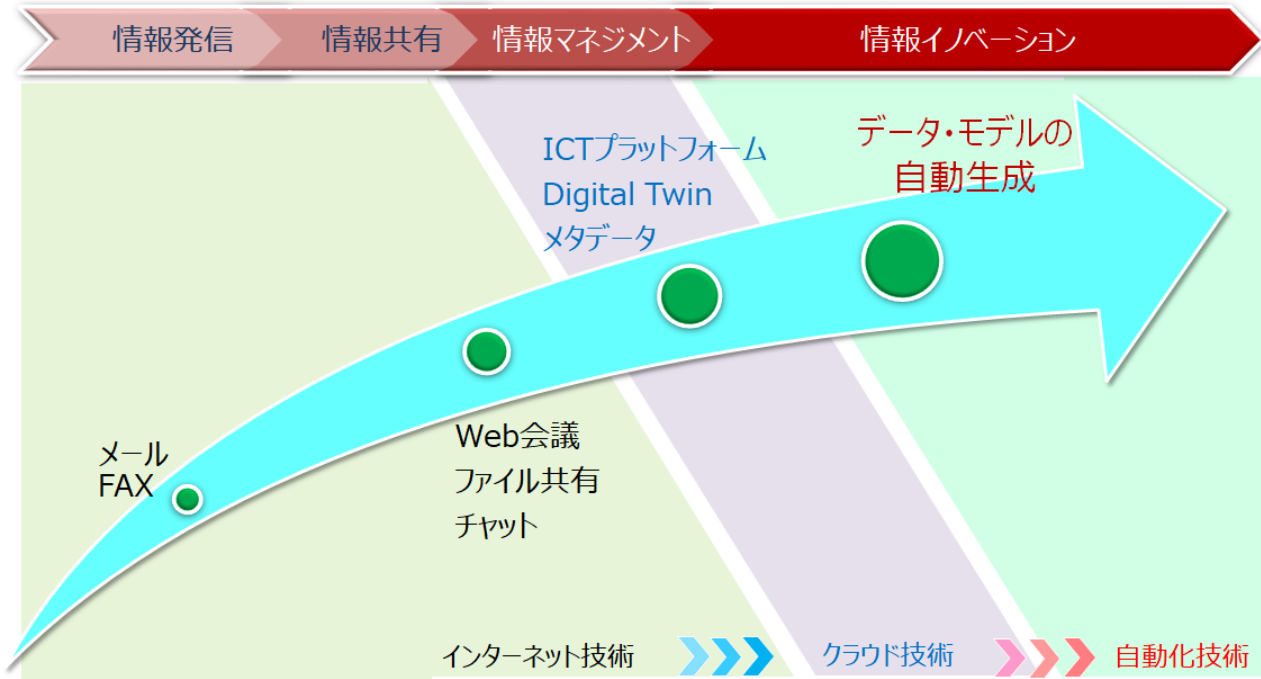 情報発信
情報共有
情報マネジメント
情報イノベーション
ICTプラットフォーム
Digital Twin
メタデータ
データ・モデルの
自動生成
メール
FAX
Web会議
ファイル共有
チャット
インターネット技術
クラウド技術
自動化技術